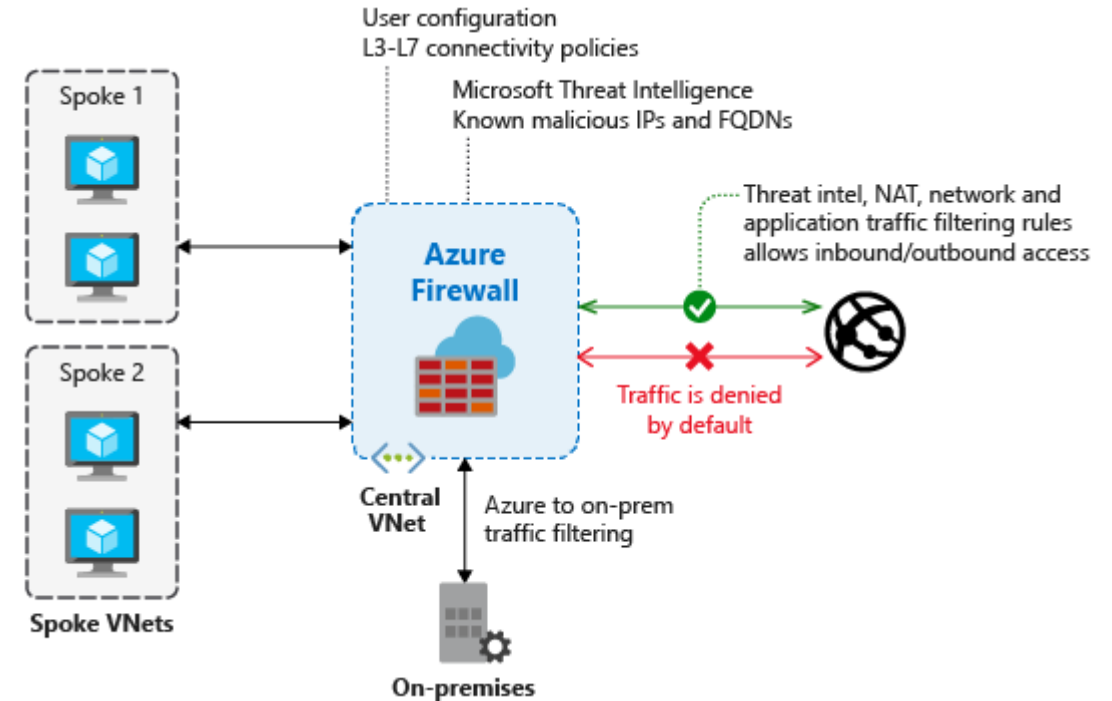 User configuration
L3-L7 connectivity policies
Microsoft Threat Intelligence
Known malicious IPs and FQDNs
Spoke 1
Threat intel, NAT, network and
application traffic filtering rules
allows inbound/outbound access
Azure
Firewall
Spoke 2
Traffic is denied
by default
Central
VNet
Azure to on-prem
traffic filtering
Spoke VNets
On-premises